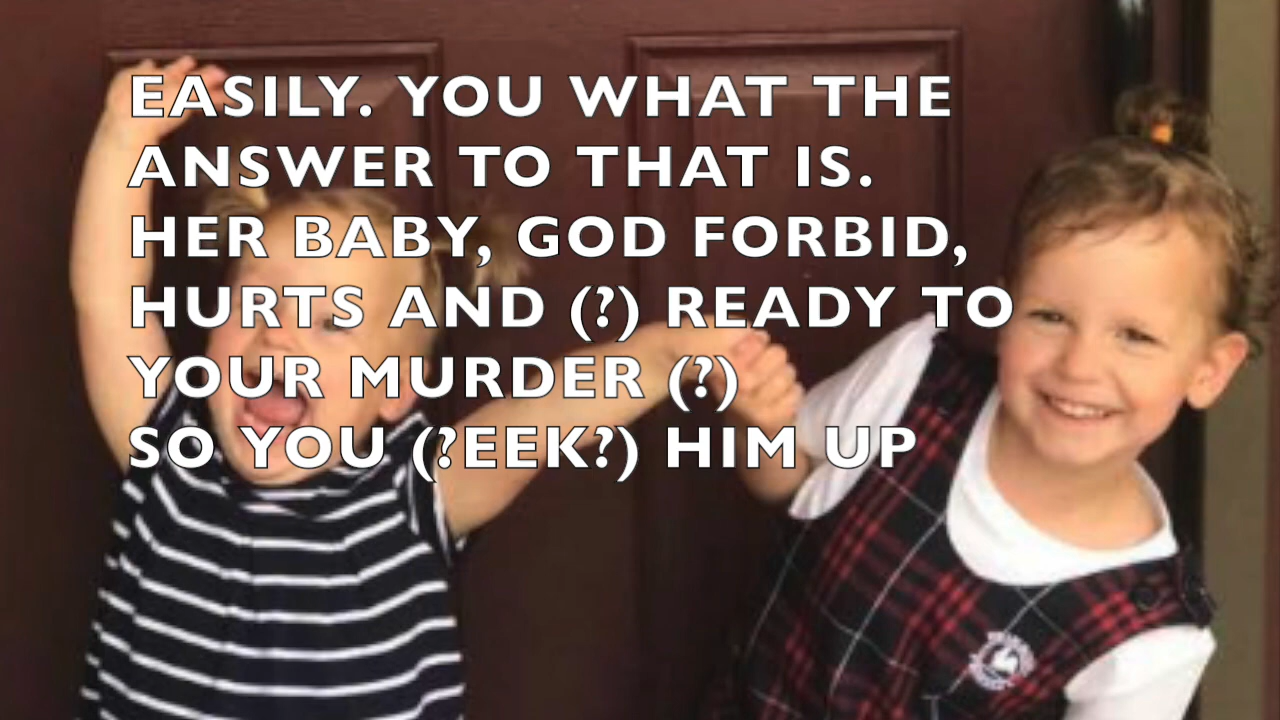 EASILY. YOU WHAT THE
ANSWER TO THAT IS.
HER BABY, GOD FORBID,
HURTS AND (?) READY TO
YOUR MURDER (?)
SO YOU (?EEK?) HIM UP